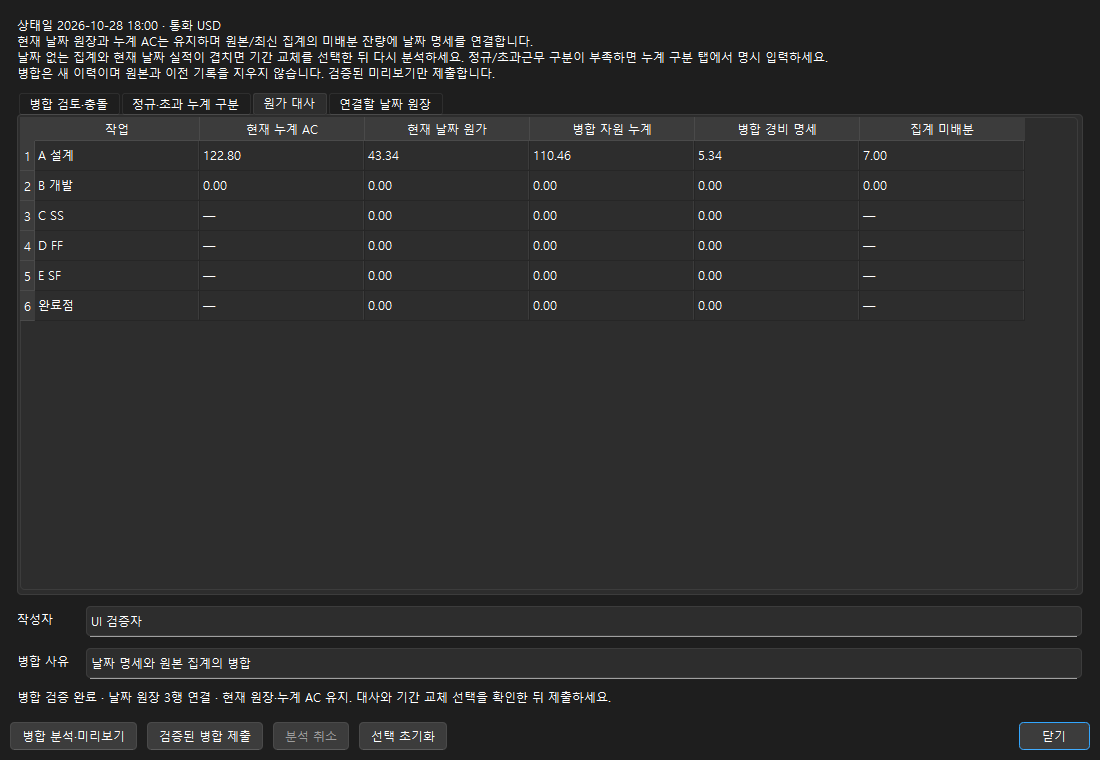 상태일 2026-10-28 18:00 · 통화 USD
현재 날짜 원장과 누계 AC는 유지하며 원본/최신 집계의 미배분 잔량에 날짜 명세를 연결합니다.
날짜 없는 집계와 현재 날짜 실적이 겹치면 기간 교체를 선택한 뒤 다시 분석하세요. 정규/초과근무 구분이 부족하면 누계 구분 탭에서 명시 입력하세요.
병합은 새 이력이며 원본과 이전 기록을 지우지 않습니다. 검증된 미리보기만 제출합니다.
병합 검토·충돌 정규·초과 누계 구분 원가 대사 연결할 날짜 원장
작업 현재 누계 AC 현재 날짜 원가 병합 자원 누계 병합 경비 명세 집계 미배분
1 A 설계 122.80 43.34 110.46 5.34 7.00
2 B 개발 0.00 0.00 0.00 0.00 0.00
3 C SS — 0.00 0.00 0.00 —
4 D FF — 0.00 0.00 0.00 —
5 E SF — 0.00 0.00 0.00 —
6 완료점 — 0.00 0.00 0.00 —
작성자 UI 검증자
병합 사유 날짜 명세와 원본 집계의 병합
병합 검증 완료 · 날짜 원장 3행 연결 · 현재 원장·누계 AC 유지. 대사와 기간 교체 선택을 확인한 뒤 제출하세요.
병합 분석·미리보기 검증된 병합 제출 분석 취소 선택 초기화 닫기